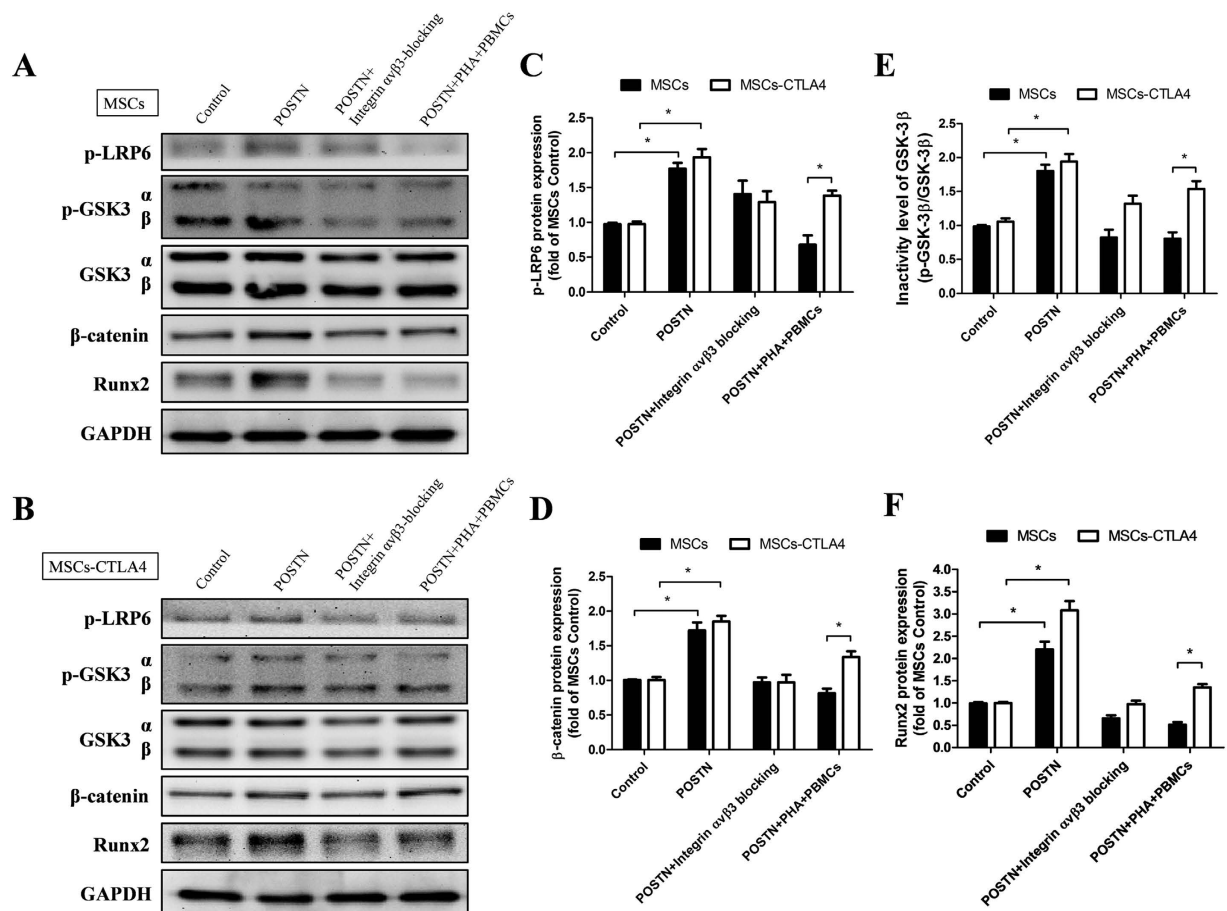 A
MSCs
Control
POSTN
POSTN+
Integrin αvβ3-blocking
POSTN+PHA+PBMCs
p-LRP6
p-GSK3
α
β
GSK3
α
β
β-catenin
Runx2
GAPDH
B
MSCs-CTLA4
Control
POSTN
POSTN+
Integrin αvβ3-blocking
POSTN+PHA+PBMCs
p-LRP6
p-GSK3
α
β
GSK3
α
β
β-catenin
Runx2
GAPDH
C
MSCs
MSCs-CTLA4
p-LRP6 protein expression
(fold of MSCs Control)
2.5
2.0
1.5
1.0
0.5
0.0
*
*
*
Control
POSTN
POSTN+Integrin αvβ3 blocking
POSTN+PHA+PBMCs
D
MSCs
MSCs-CTLA4
β-catenin protein expression
(fold of MSCs Control)
2.5
2.0
1.5
1.0
0.5
0.0
*
*
*
Control
POSTN
POSTN+Integrin αvβ3 blocking
POSTN+PHA+PBMCs
E
MSCs
MSCs-CTLA4
Inactivity level of GSK-3β
(p-GSK-3β/GSK-3β)
2.5
2.0
1.5
1.0
0.5
0.0
*
*
*
Control
POSTN
POSTN+Integrin αvβ3 blocking
POSTN+PHA+PBMCs
F
MSCs
MSCs-CTLA4
Runx2 protein expression
(fold of MSCs Control)
4.0
3.5
3.0
2.5
2.0
1.5
1.0
0.5
0.0
*
*
*
Control
POSTN
POSTN+Integrin αvβ3 blocking
POSTN+PHA+PBMCs